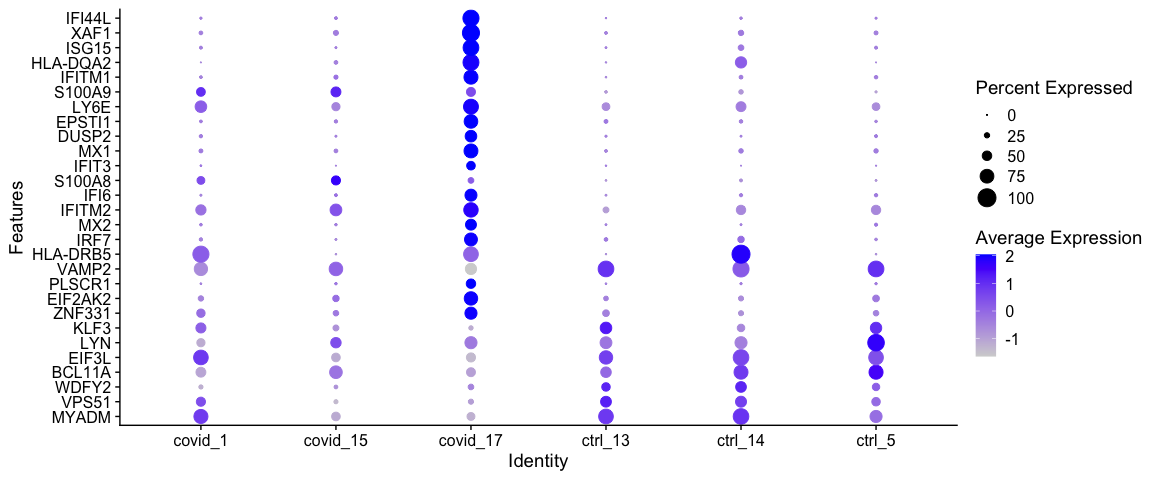 IFI44L
XAF1
ISG15
HLA-DQA2
IFITM1
S100A9
LY6E
EPSTI1
DUSP2
MX1
IFIT3
S100A8
IFI6
IFITM2
MX2
IRF7
HLA-DRB5
VAMP2
PLSCR1
EIF2AK2
ZNF331
KLF3
LYN
EIF3L
BCL11A
WDFY2
VPS51
MYADM
Features
covid_1 covid_15 covid_17 ctrl_13 ctrl_14 ctrl_5
Identity
Percent Expressed
0
25
50
75
100
Average Expression
2
1
0
-1